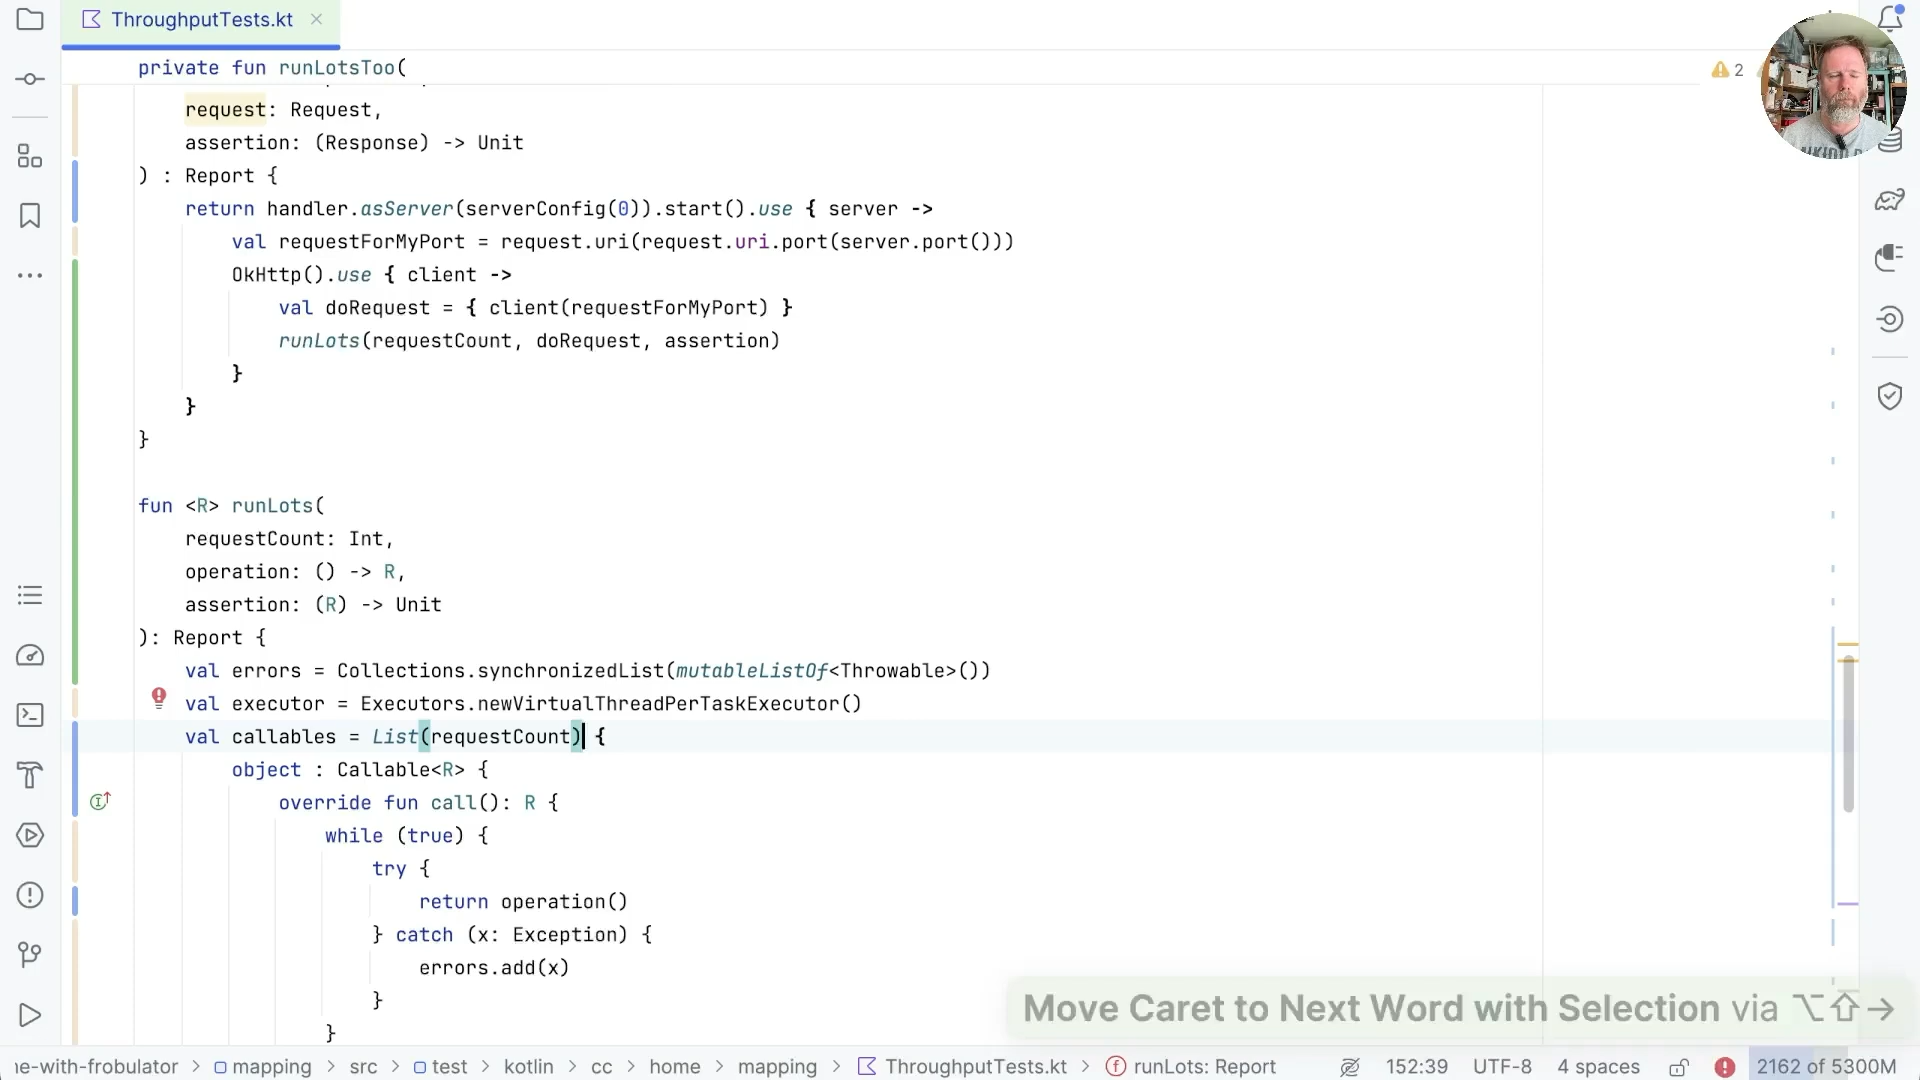 ThroughputTests.kt
private fun runLotsToo(
2
request: Request,
assertion: (Response) -> Unit
) : Report {
return handler.asServer(serverConfig(0)).start().use { server ->
val requestForMyPort = request.uri(request.uri.port(server.port()))
OkHttp().use { client ->
val doRequest = { client(requestForMyPort) }
runLots(requestCount, doRequest, assertion)
}
}
}
fun <R> runLots(
requestCount: Int,
operation: () -> R,
assertion: (R) -> Unit
): Report {
val errors = Collections.synchronizedList(mutableListOf<Throwable>())
val executor = Executors.newVirtualThreadPerTaskExecutor()
val callables = List(requestCount) {
object : Callable<R> {
override fun call(): R {
while (true) {
try {
return operation()
} catch (x: Exception) {
errors.add(x)
}
}
Move Caret to Next Word with Selection via ⌥⇧→
ne-with-frobulator > mapping > src > test > kotlin > cc > home > mapping > ThroughputTests.kt > runLots: Report 152:39 UTF-8 4 spaces 2162 of 5300M